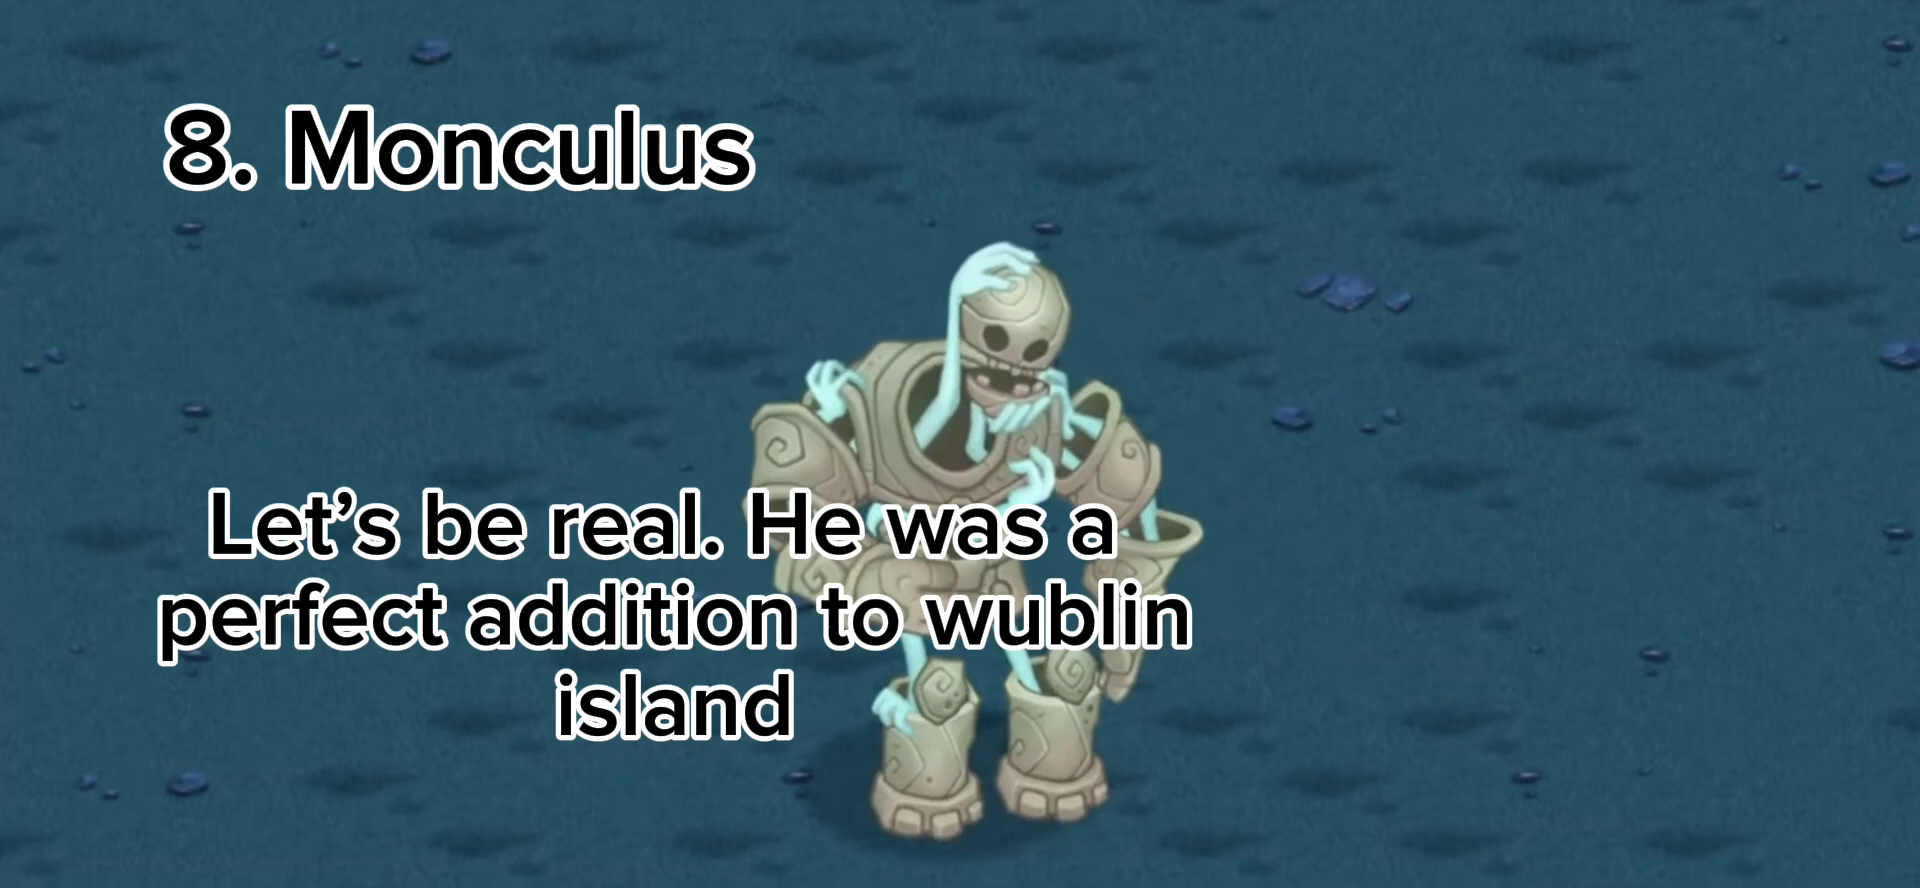 8. Monculus
Let's be real. He was a
perfect addition to wublin
island